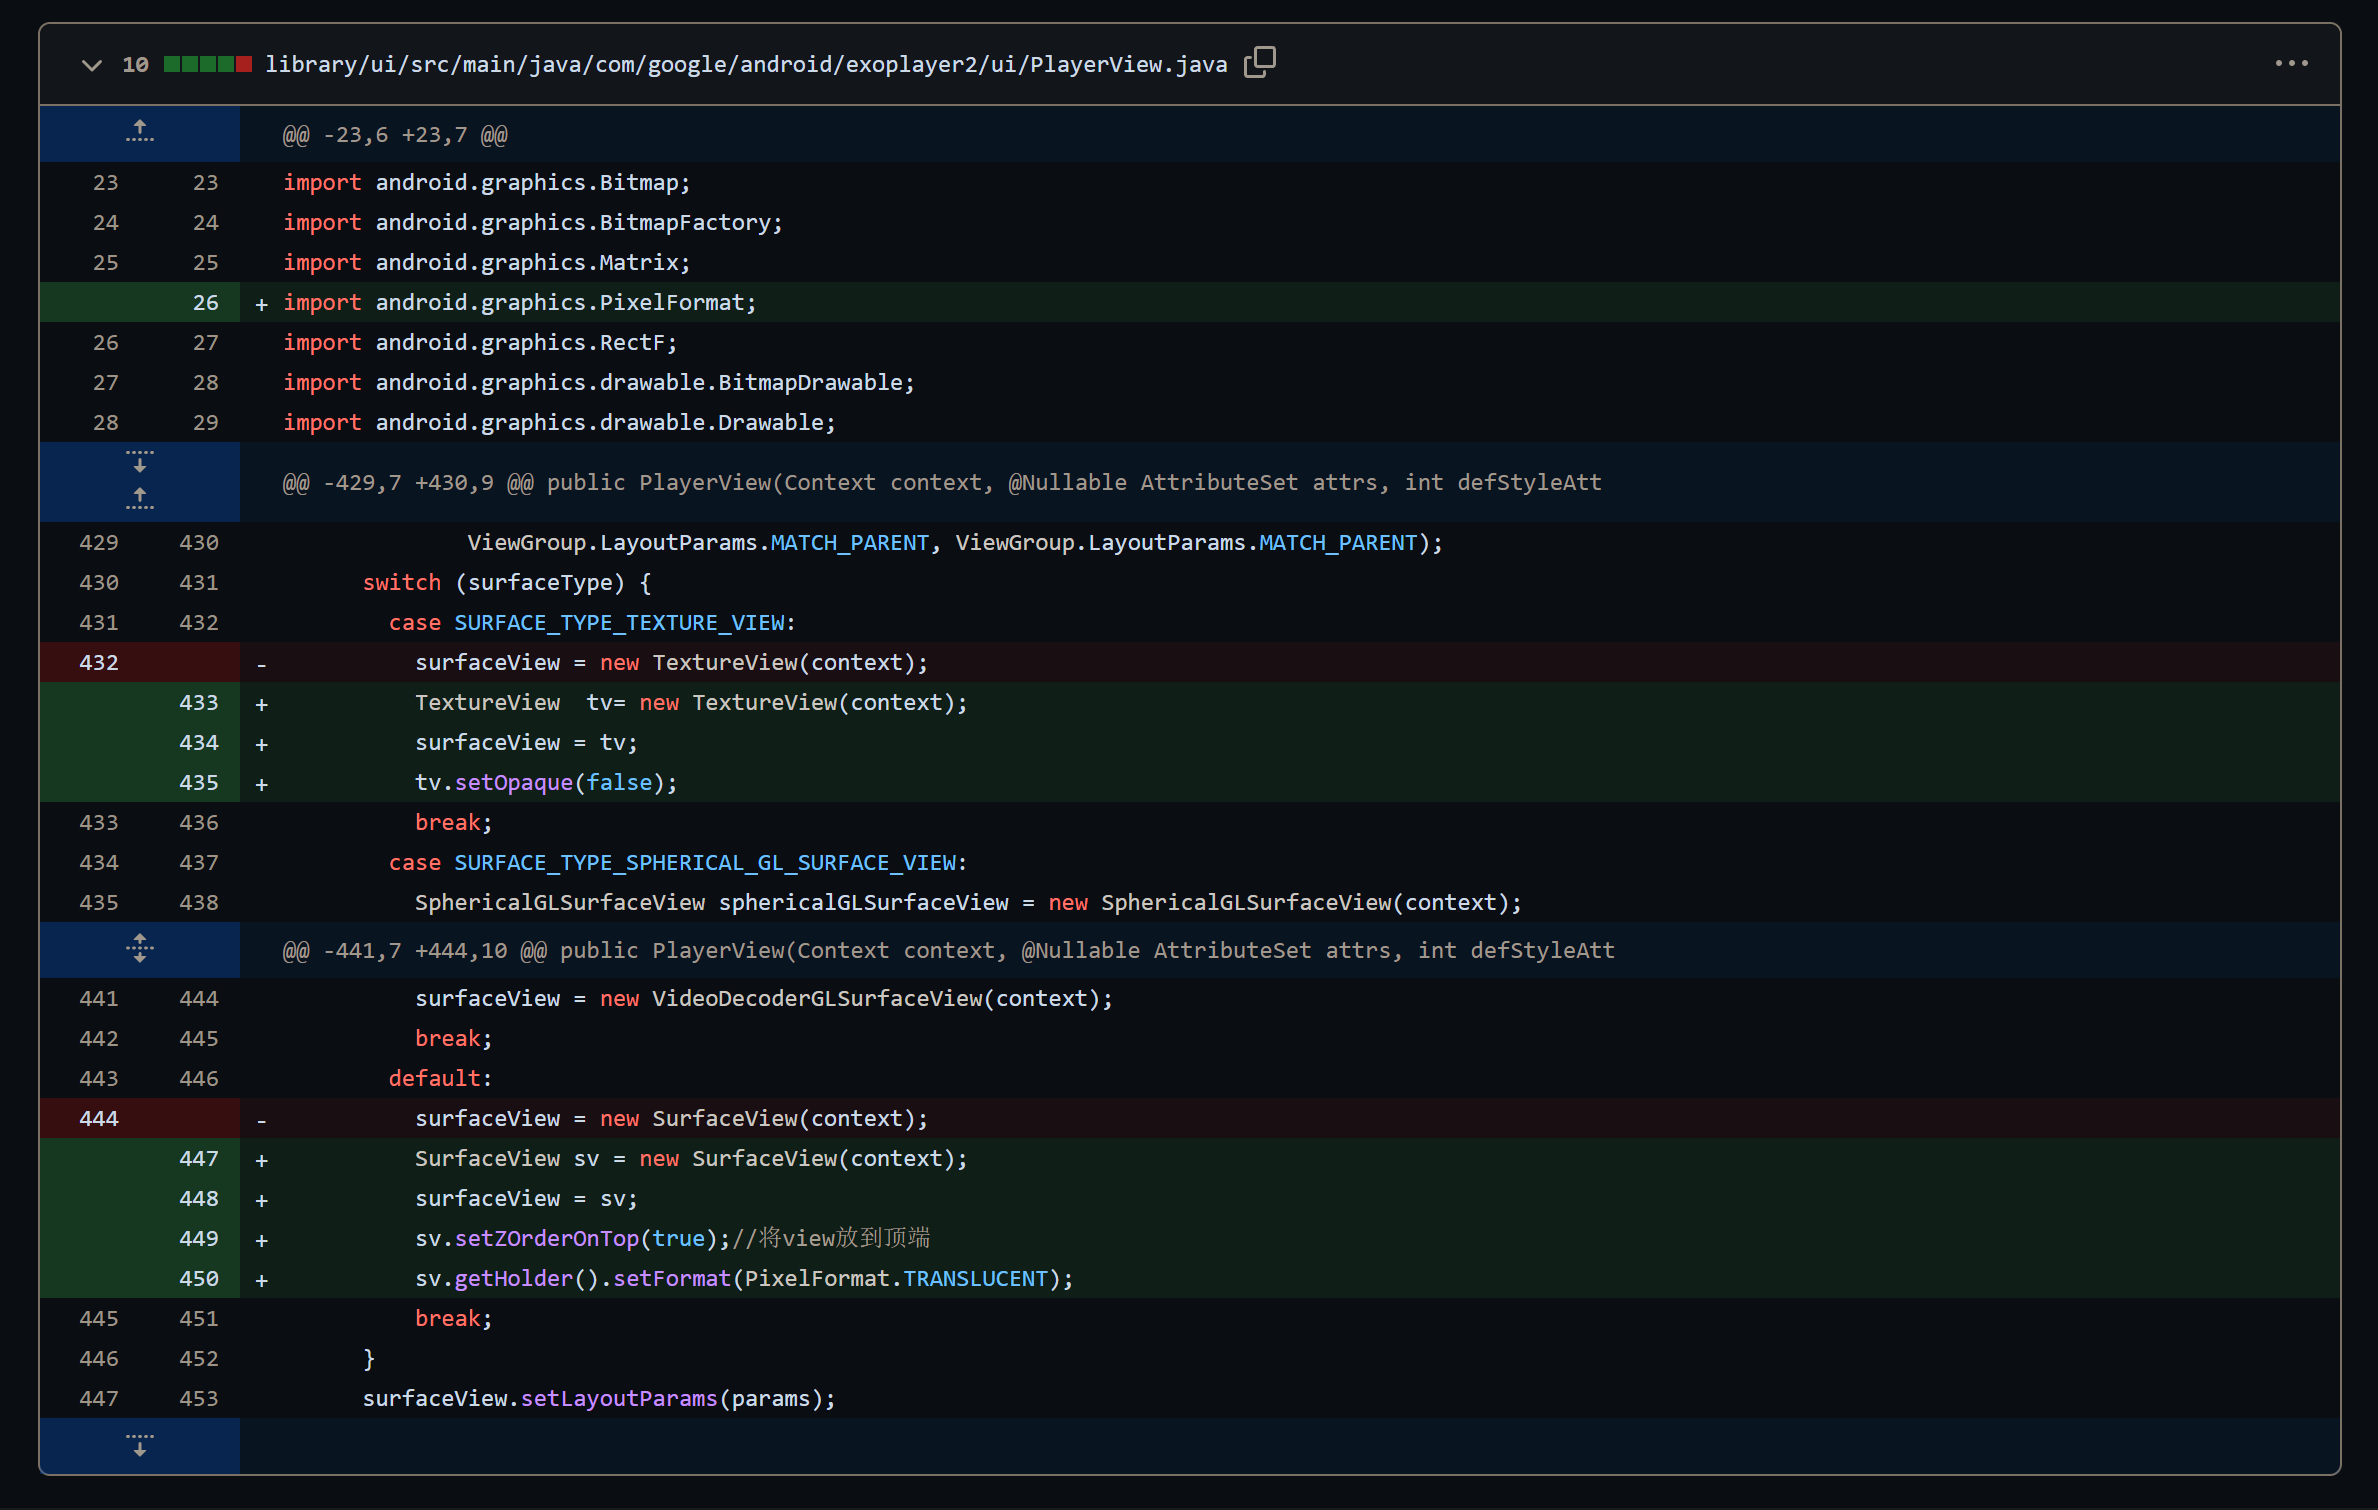 10 library/ui/src/main/java/com/google/android/exoplayer2/ui/PlayerView.java
@@ -23,6 +23,7 @@
23 23 import android.graphics.Bitmap;
24 24 import android.graphics.BitmapFactory;
25 25 import android.graphics.Matrix;
26 + import android.graphics.PixelFormat;
26 27 import android.graphics.RectF;
27 28 import android.graphics.drawable.BitmapDrawable;
28 29 import android.graphics.drawable.Drawable;
@@ -429,7 +430,9 @@ public PlayerView(Context context, @Nullable AttributeSet attrs, int defStyleAtt
429 430 ViewGroup.LayoutParams.MATCH_PARENT, ViewGroup.LayoutParams.MATCH_PARENT);
430 431 switch (surfaceType) {
431 432 case SURFACE_TYPE_TEXTURE_VIEW:
432 - surfaceView = new TextureView(context);
433 + TextureView  tv= new TextureView(context);
434 + surfaceView = tv;
435 + tv.setOpaque(false);
433 436 break;
434 437 case SURFACE_TYPE_SPHERICAL_GL_SURFACE_VIEW:
435 438 SphericalGLSurfaceView sphericalGLSurfaceView = new SphericalGLSurfaceView(context);
@@ -441,7 +444,10 @@ public PlayerView(Context context, @Nullable AttributeSet attrs, int defStyleAtt
441 444 surfaceView = new VideoDecoderGLSurfaceView(context);
442 445 break;
443 446 default:
444 - surfaceView = new SurfaceView(context);
447 + SurfaceView sv = new SurfaceView(context);
448 + surfaceView = sv;
449 + sv.setZOrderOnTop(true);//将view放到顶端
450 + sv.getHolder().setFormat(PixelFormat.TRANSLUCENT);
445 451 break;
446 452 }
447 453 surfaceView.setLayoutParams(params);